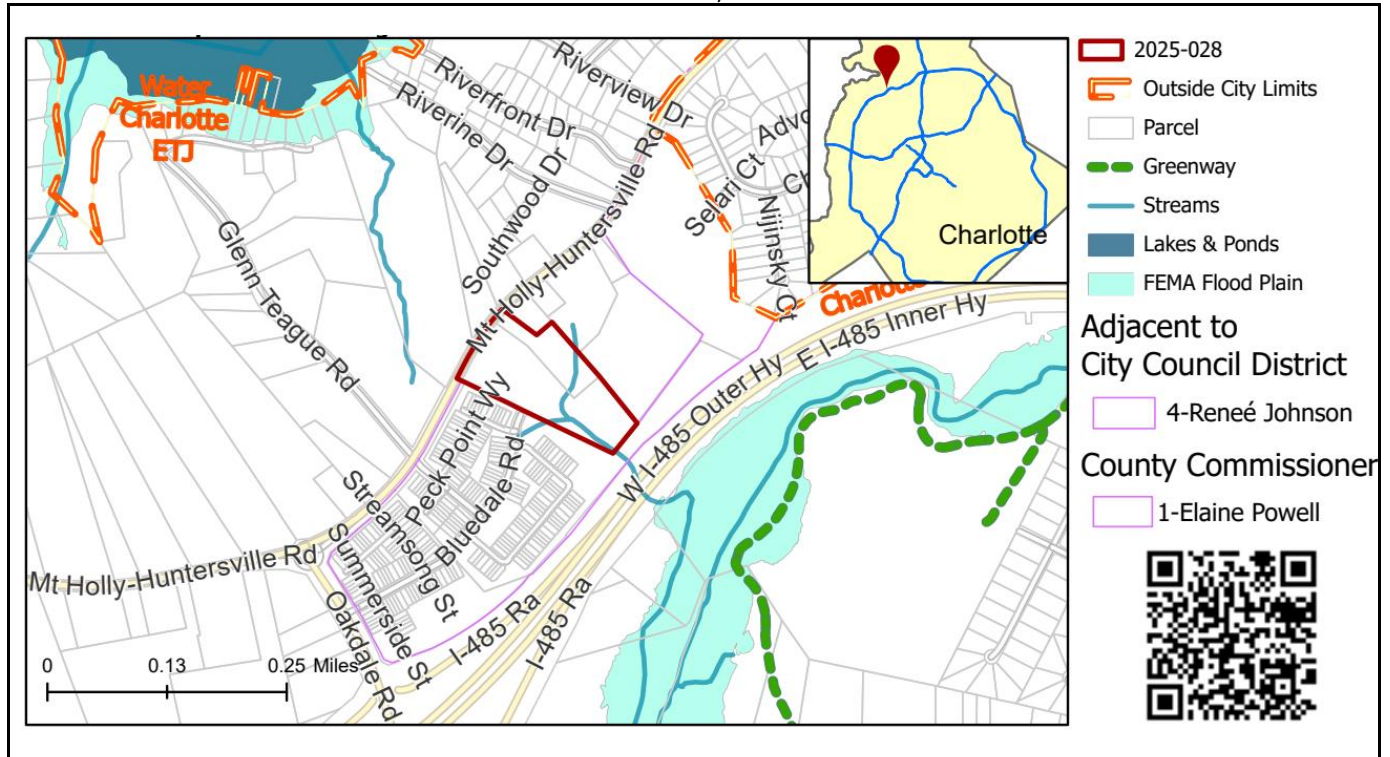 Water
Charlotte
ETJ
Riverview Dr
Riverfront Dr
Riverine Dr
Southwood Dr
Mt Holly-Huntersville Rd
Selari Ct
Nijinsky Ct
Glenn Teague Rd
Charlotte
Mt Holly-Huntersville Rd
Peck Point Wy
Bluedale Rd
Streamsong St
Summerside St
Oakdale Rd
I-485 Ra
I-485 Ra
W I-485 Outer Hy
E I-485 Inner Hy
0 0.13 0.25 Miles
Charlotte
2025-028
Outside City Limits
Parcel
Greenway
Streams
Lakes & Ponds
FEMA Flood Plain
Adjacent to
City Council District
4-Reneé Johnson
County Commissioner
1-Elaine Powell